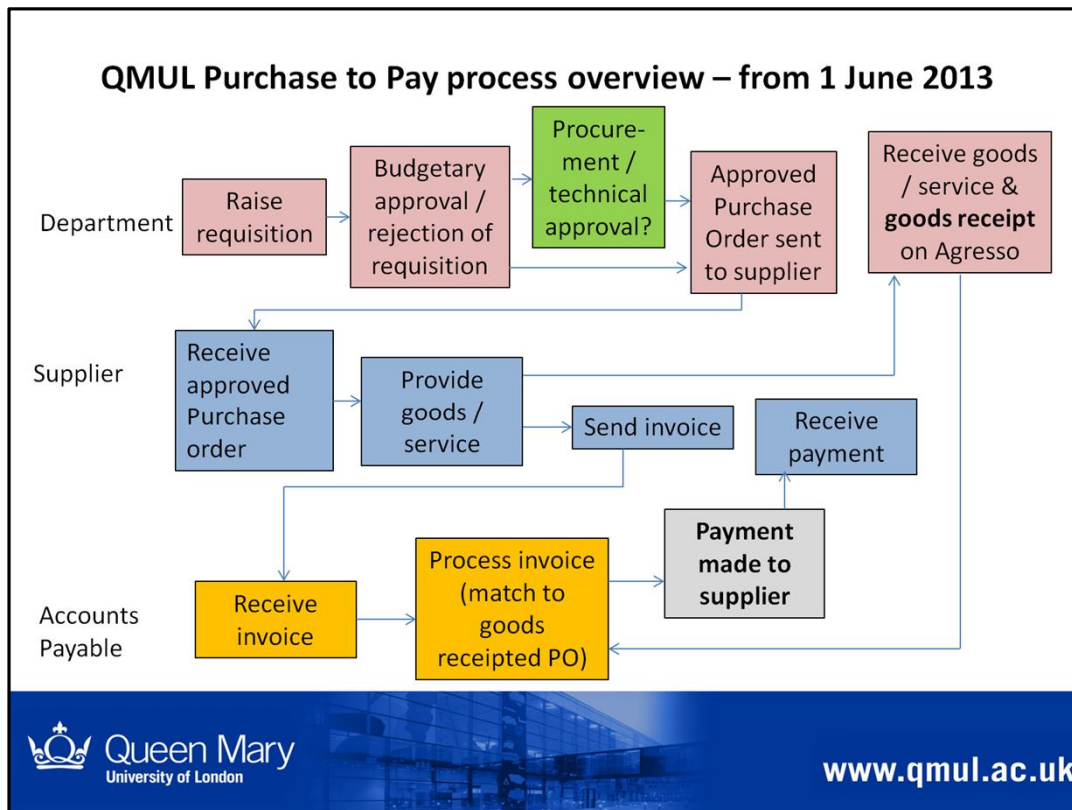 QMUL Purchase to Pay process overview – from 1 June 2013
Department
Raise
requisition
Budgetary
approval /
rejection of
requisition
Procure-
ment /
technical
approval?
Approved
Purchase
Order sent
to supplier
Receive goods
/ service &
goods receipt
on Agresso
Supplier
Receive
approved
Purchase
order
Provide
goods /
service
Send invoice
Receive
payment
Accounts
Payable
Receive
invoice
Process invoice
(match to
goods
receipted PO)
Payment
made to
supplier
Queen Mary
University of London
www.qmul.ac.uk